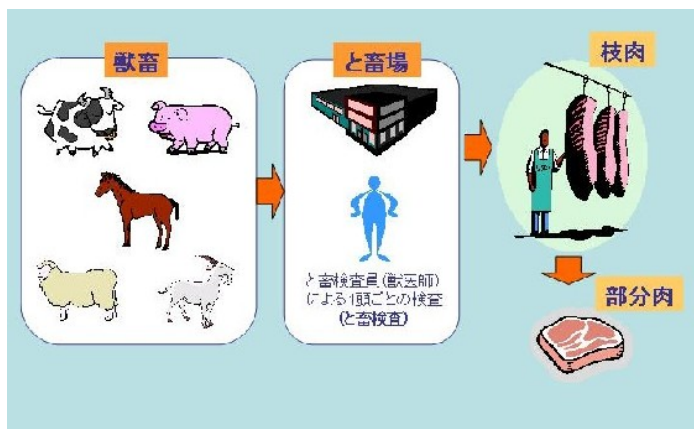 獣畜
と畜場
と畜検査員(獣医師)
による1頭ごとの検査
(と畜検査)
枝肉
部分肉